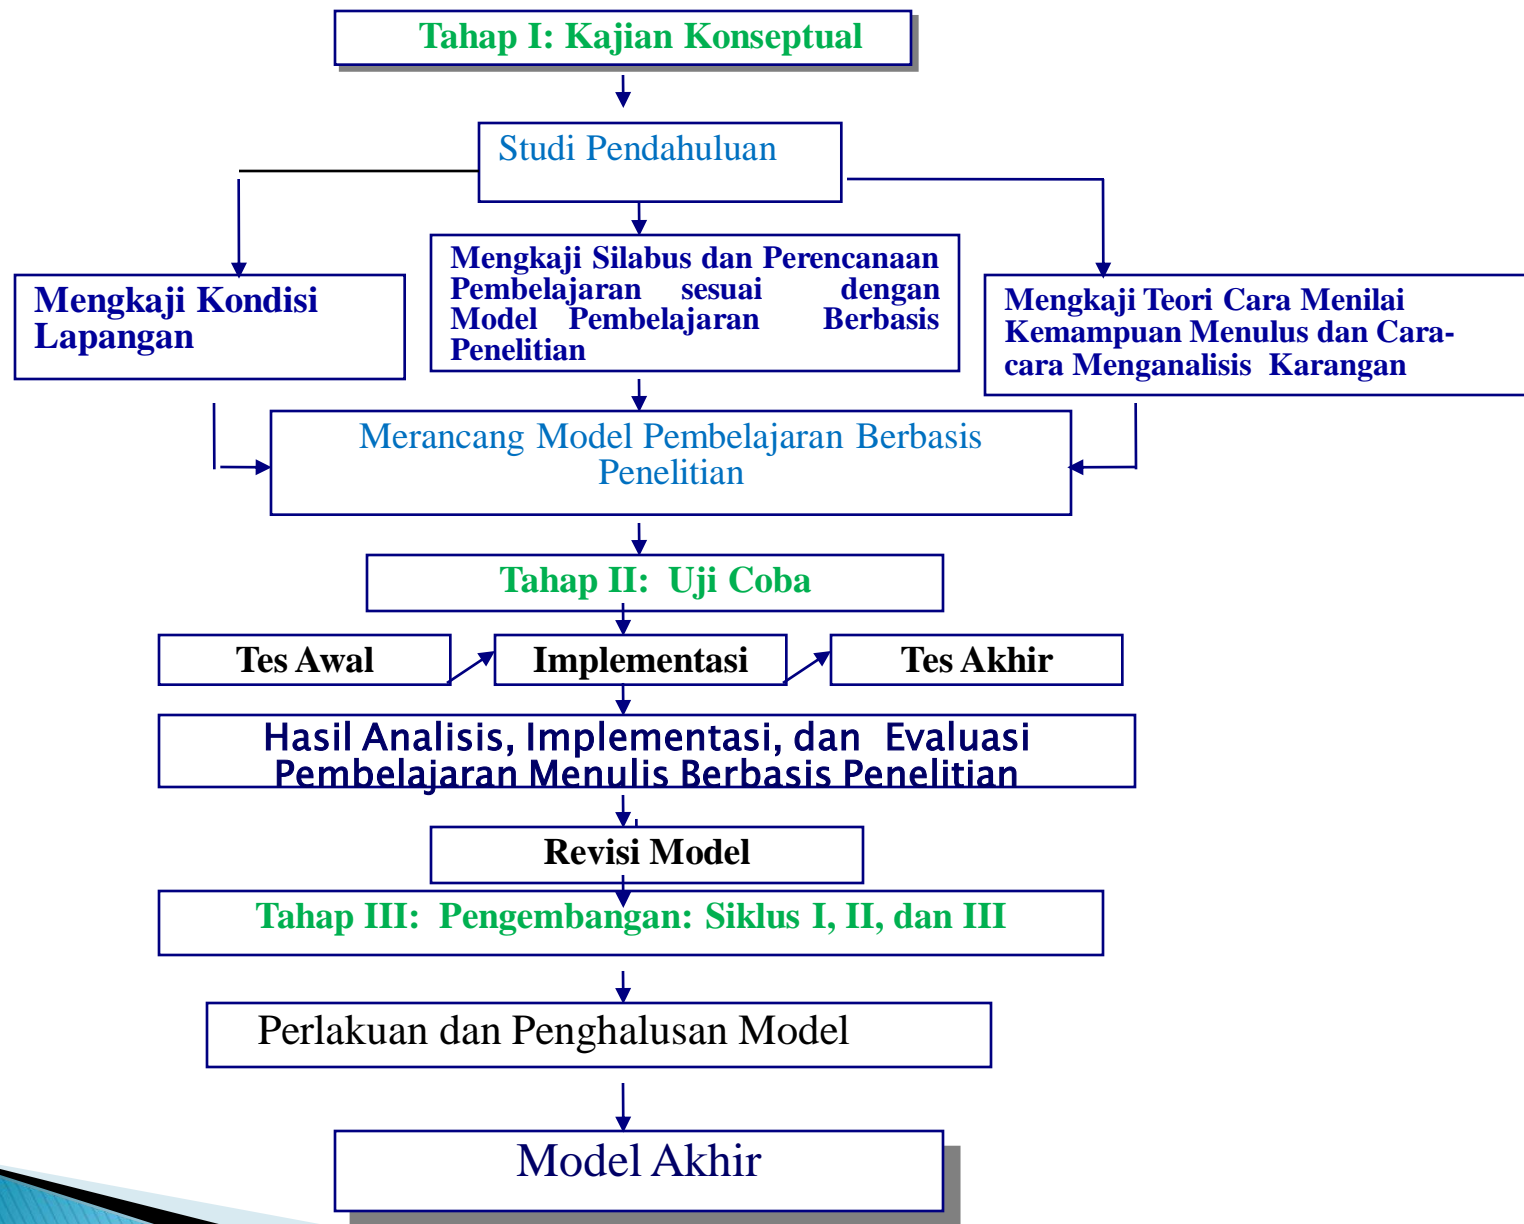 Tahap I: Kajian Konseptual
Studi Pendahuluan
Mengkaji Kondisi
Lapangan
Mengkaji Silabus dan Perencanaan
Pembelajaran sesuai dengan
Model Pembelajaran Berbasis
Penelitian
Mengkaji Teori Cara Menilai
Kemampuan Menulus dan Cara-
cara Menganalisis Karangan
Merancang Model Pembelajaran Berbasis
Penelitian
Tahap II: Uji Coba
Tes Awal
Implementasi
Tes Akhir
Hasil Analisis, Implementasi, dan Evaluasi
Pembelajaran Menulis Berbasis Penelitian
Revisi Model
Tahap III: Pengembangan: Siklus I, II, dan III
Perlakuan dan Penghalusan Model
Model Akhir